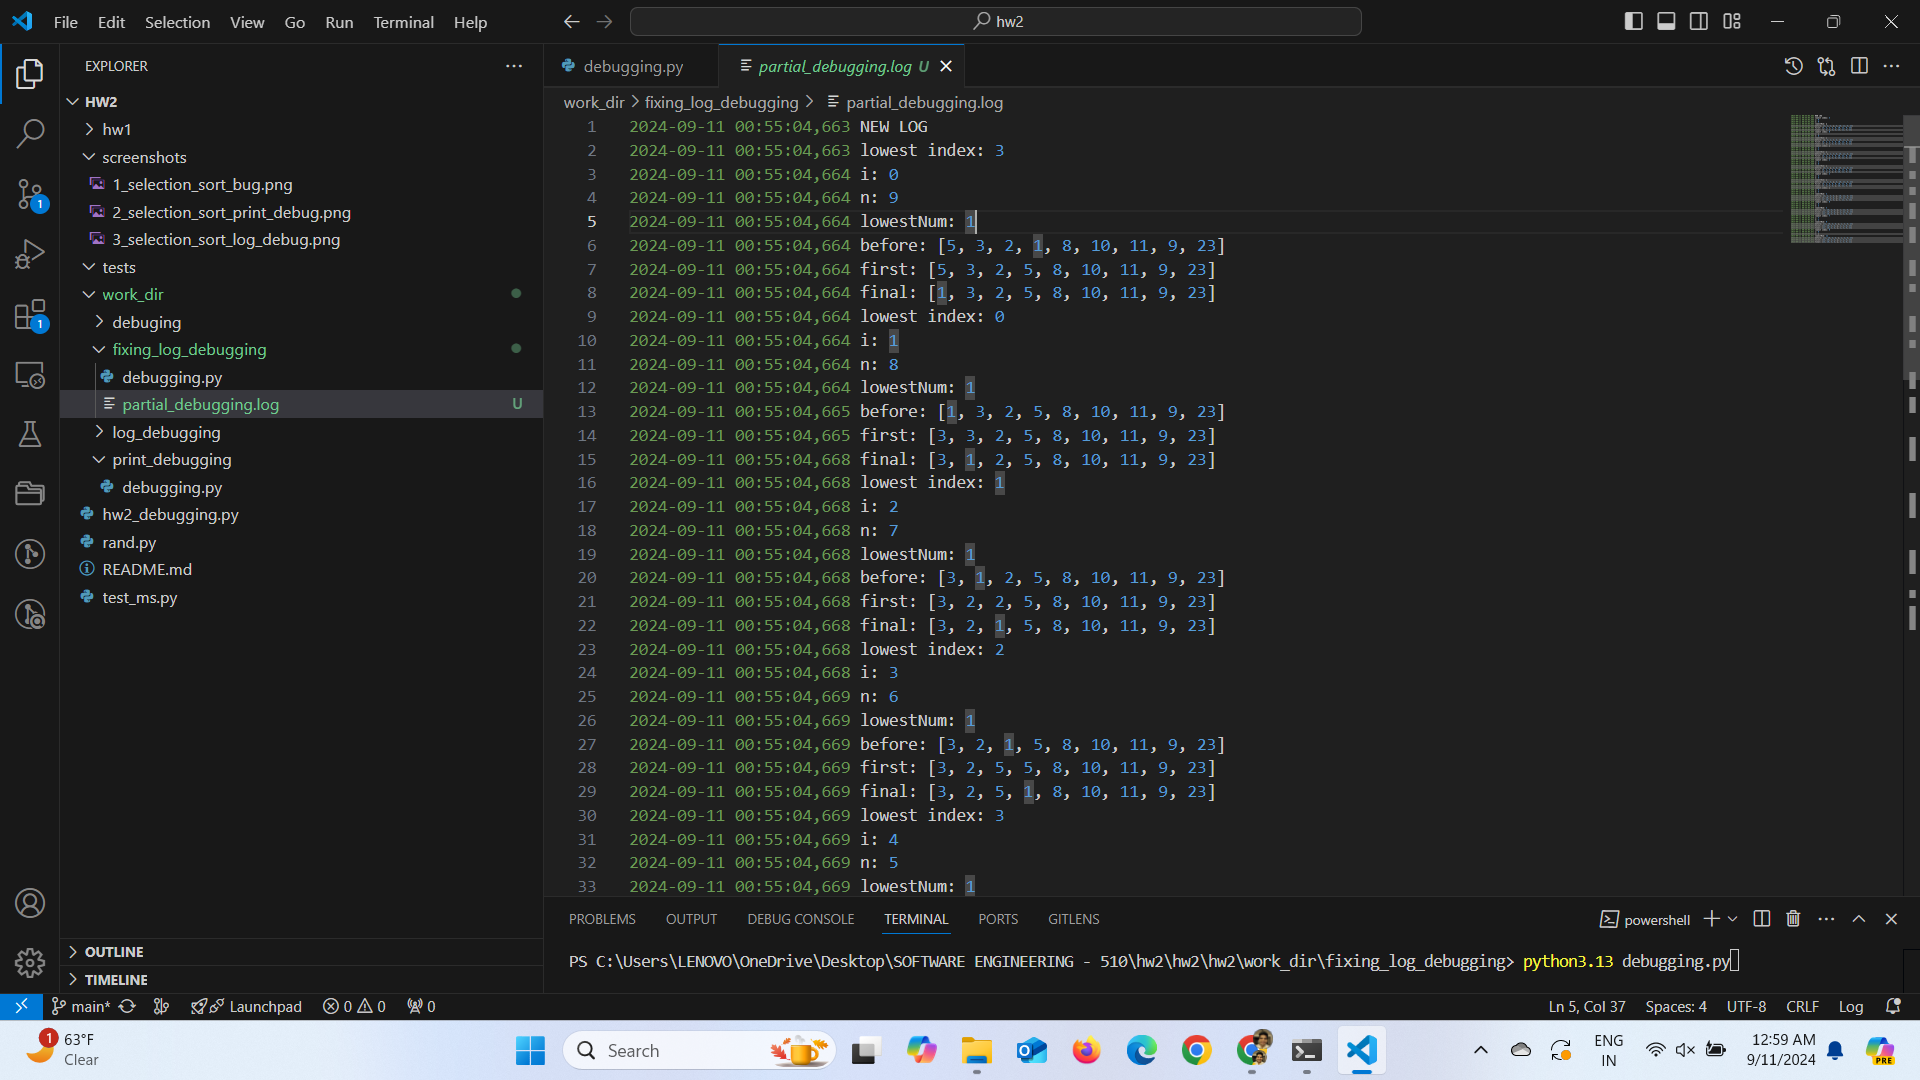 File Edit Selection View Go Run Terminal Help
hw2
EXPLORER
HW2
hw1
screenshots
1_selection_sort_bug.png
2_selection_sort_print_debug.png
3_selection_sort_log_debug.png
tests
work_dir
debuging
fixing_log_debugging
debugging.py
partial_debugging.log U
log_debugging
print_debugging
debugging.py
hw2_debugging.py
rand.py
README.md
test_ms.py
OUTLINE
TIMELINE
1
1
debugging.py
partial_debugging.log U
work_dir > fixing_log_debugging > partial_debugging.log
1 2024-09-11 00:55:04,663 NEW LOG
2 2024-09-11 00:55:04,663 lowest index: 3
3 2024-09-11 00:55:04,664 i: 0
4 2024-09-11 00:55:04,664 n: 9
5 2024-09-11 00:55:04,664 lowestNum: 1
6 2024-09-11 00:55:04,664 before: [5, 3, 2, 1, 8, 10, 11, 9, 23]
7 2024-09-11 00:55:04,664 first: [5, 3, 2, 5, 8, 10, 11, 9, 23]
8 2024-09-11 00:55:04,664 final: [1, 3, 2, 5, 8, 10, 11, 9, 23]
9 2024-09-11 00:55:04,664 lowest index: 0
10 2024-09-11 00:55:04,664 i: 1
11 2024-09-11 00:55:04,664 n: 8
12 2024-09-11 00:55:04,664 lowestNum: 1
13 2024-09-11 00:55:04,665 before: [1, 3, 2, 5, 8, 10, 11, 9, 23]
14 2024-09-11 00:55:04,665 first: [3, 3, 2, 5, 8, 10, 11, 9, 23]
15 2024-09-11 00:55:04,668 final: [3, 1, 2, 5, 8, 10, 11, 9, 23]
16 2024-09-11 00:55:04,668 lowest index: 1
17 2024-09-11 00:55:04,668 i: 2
18 2024-09-11 00:55:04,668 n: 7
19 2024-09-11 00:55:04,668 lowestNum: 1
20 2024-09-11 00:55:04,668 before: [3, 1, 2, 5, 8, 10, 11, 9, 23]
21 2024-09-11 00:55:04,668 first: [3, 2, 2, 5, 8, 10, 11, 9, 23]
22 2024-09-11 00:55:04,668 final: [3, 2, 1, 5, 8, 10, 11, 9, 23]
23 2024-09-11 00:55:04,668 lowest index: 2
24 2024-09-11 00:55:04,668 i: 3
25 2024-09-11 00:55:04,669 n: 6
26 2024-09-11 00:55:04,669 lowestNum: 1
27 2024-09-11 00:55:04,669 before: [3, 2, 1, 5, 8, 10, 11, 9, 23]
28 2024-09-11 00:55:04,669 first: [3, 2, 5, 5, 8, 10, 11, 9, 23]
29 2024-09-11 00:55:04,669 final: [3, 2, 5, 1, 8, 10, 11, 9, 23]
30 2024-09-11 00:55:04,669 lowest index: 3
31 2024-09-11 00:55:04,669 i: 4
32 2024-09-11 00:55:04,669 n: 5
33 2024-09-11 00:55:04,669 lowestNum: 1
PROBLEMS OUTPUT DEBUG CONSOLE TERMINAL PORTS GITLENS
powershell
PS C:\Users\LENOVO\OneDrive\Desktop\SOFTWARE ENGINEERING - 510\hw2\hw2\hw2\work_dir\fixing_log_debugging> python3.13 debugging.py
main* Launchpad 0 0 0
Ln 5, Col 37 Spaces: 4 UTF-8 CRLF Log
1
63°F
Clear
Search
ENG
IN
12:59 AM
9/11/2024
PRE